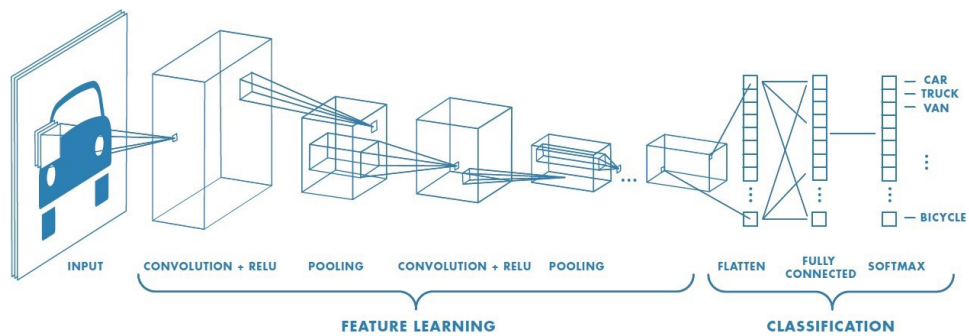 CAR
TRUCK
VAN
BICYCLE
INPUT
CONVOLUTION + RELU
POOLING
CONVOLUTION + RELU
POOLING
FLATTEN
FULLY
CONNECTED
SOFTMAX
FEATURE LEARNING
CLASSIFICATION